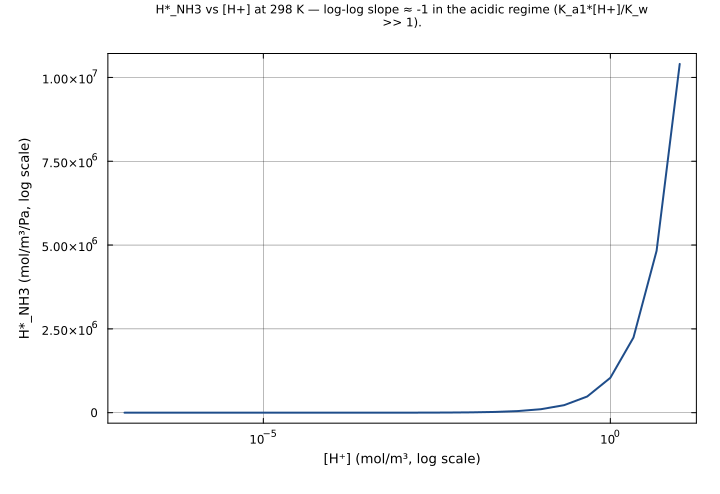 H*_NH3 vs [H+] at 298 K — log-log slope ≈ -1 in the acidic regime (K_a1*[H+]/K_w
>> 1).
H*_NH3 (mol/m³/Pa, log scale)
1.00×10⁷
7.50×10⁶
5.00×10⁶
2.50×10⁶
0
10⁻⁵
10⁰
[H⁺] (mol/m³, log scale)